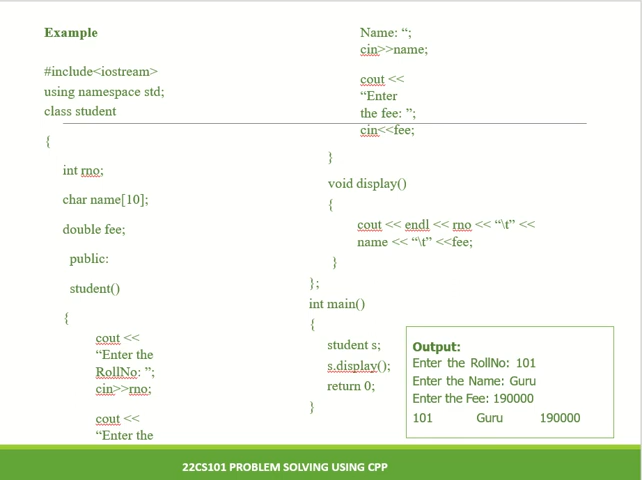 Example
#include<iostream>
using namespace std;
class student
{
int rno;
char name[10];
double fee;
public:
student()
{
cout <<
“Enter the
RollNo: ”;
cin>>rno;
cout <<
“Enter the
Name: “;
cin>>name;
cout <<
“Enter
the fee: ”;
cin<<fee;
}
void display()
{
cout << endl << rno << “\t” <<
name << “\t” <<fee;
}
};
int main()
{
student s;
s.display();
return 0;
}
Output:
Enter the RollNo: 101
Enter the Name: Guru
Enter the Fee: 190000
101 Guru 190000
22CS101 PROBLEM SOLVING USING CPP